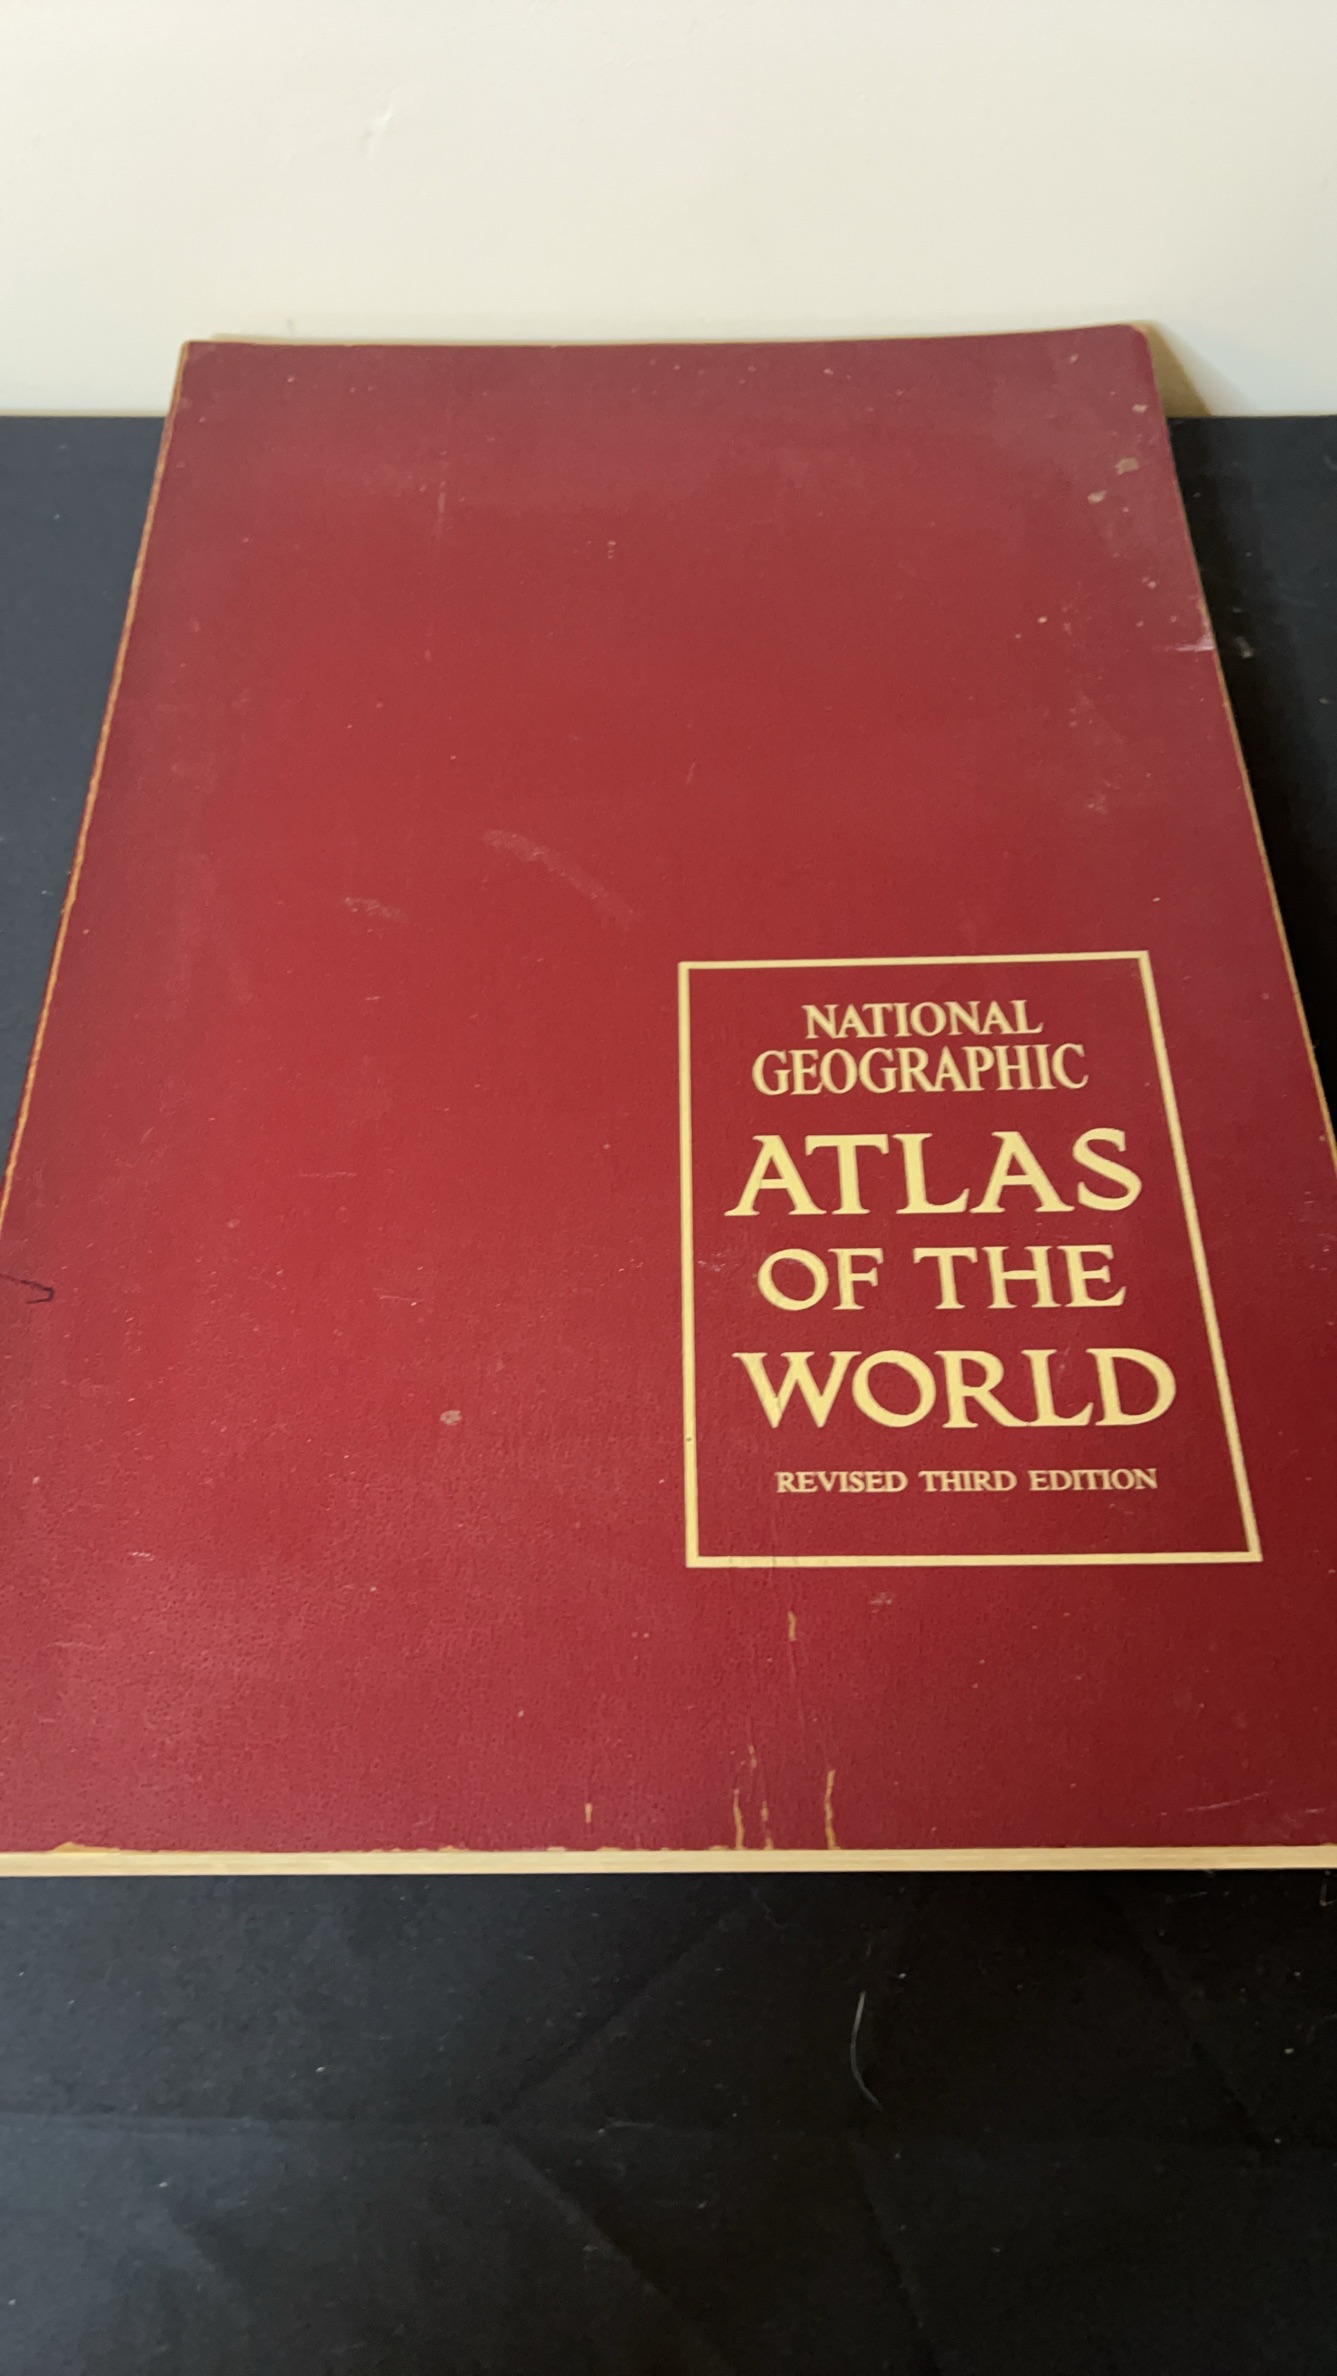 NATIONAL
GEOGRAPHIC
ATLAS
OF THE
WORLD
REVISED THIRD EDITION